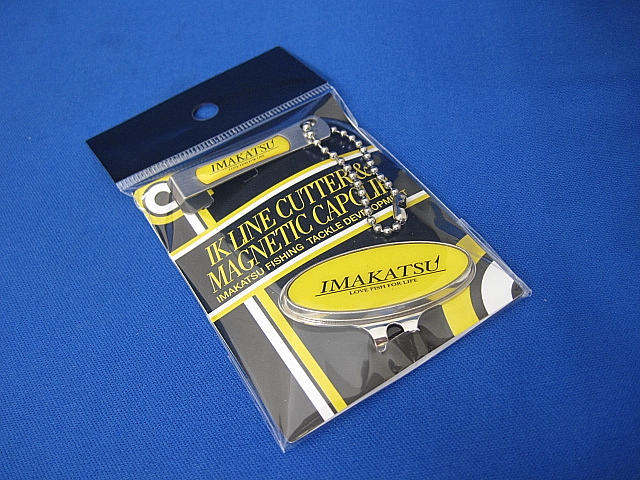 IMAKATSU
IK LINE CUTTER &
MAGNETIC CAP CLIP
IMAKATSU FISHING TACKLE DEVELOPMENT
IMAKATSU
LOVE FISH FOR LIFE